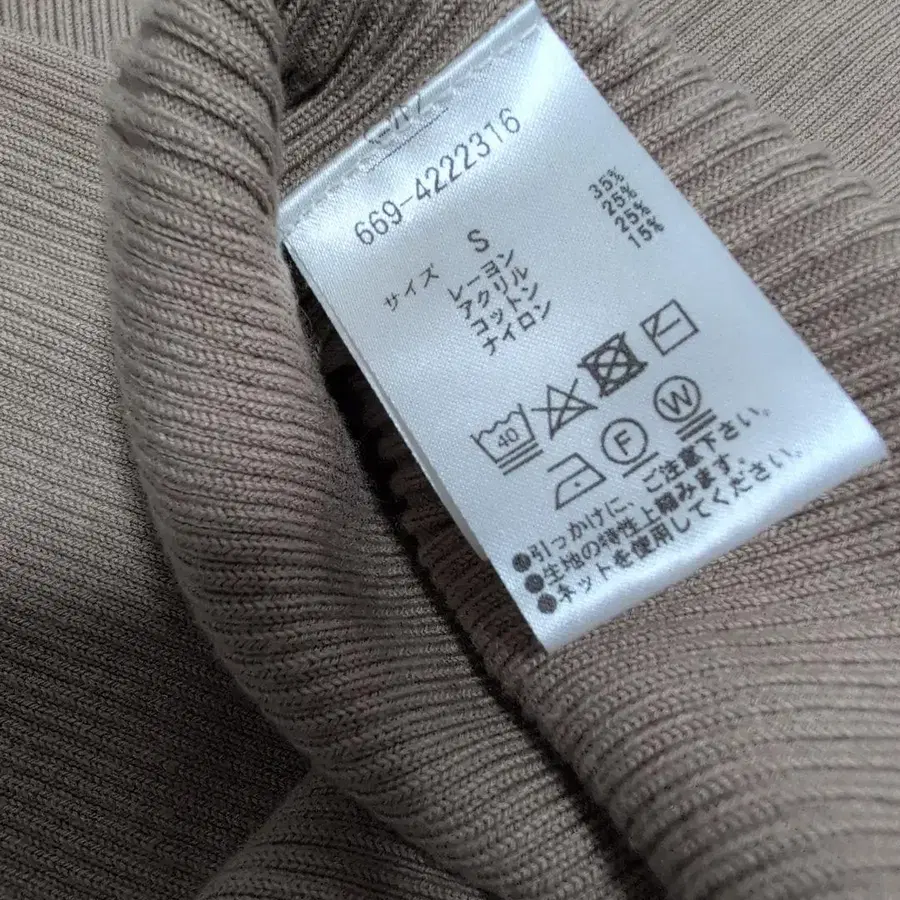 669-4222316
サイズ S
レーヨン 35%
アクリル 25%
コットン 25%
ナイロン 15%
40
F W
●引っかけに、ご注意下さい。
●生地の特性上縮みます。
●ネットを使用してください。